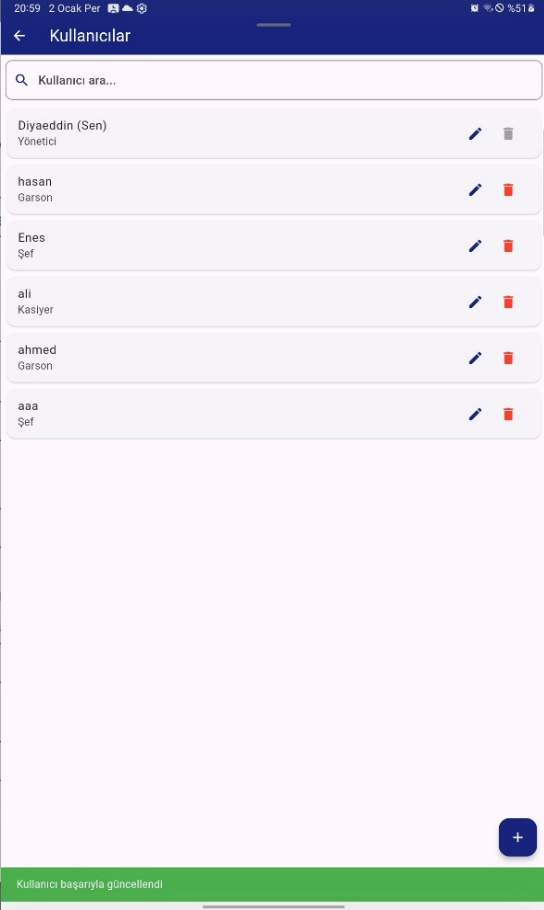 20:59 2 Ocak Per %51
Kullanıcılar
Kullanıcı ara...
Diyaeddin (Sen)
Yönetici
hasan
Garson
Enes
Şef
ali
Kasiyer
ahmed
Garson
aaa
Şef
+
Kullanıcı başarıyla güncellendi